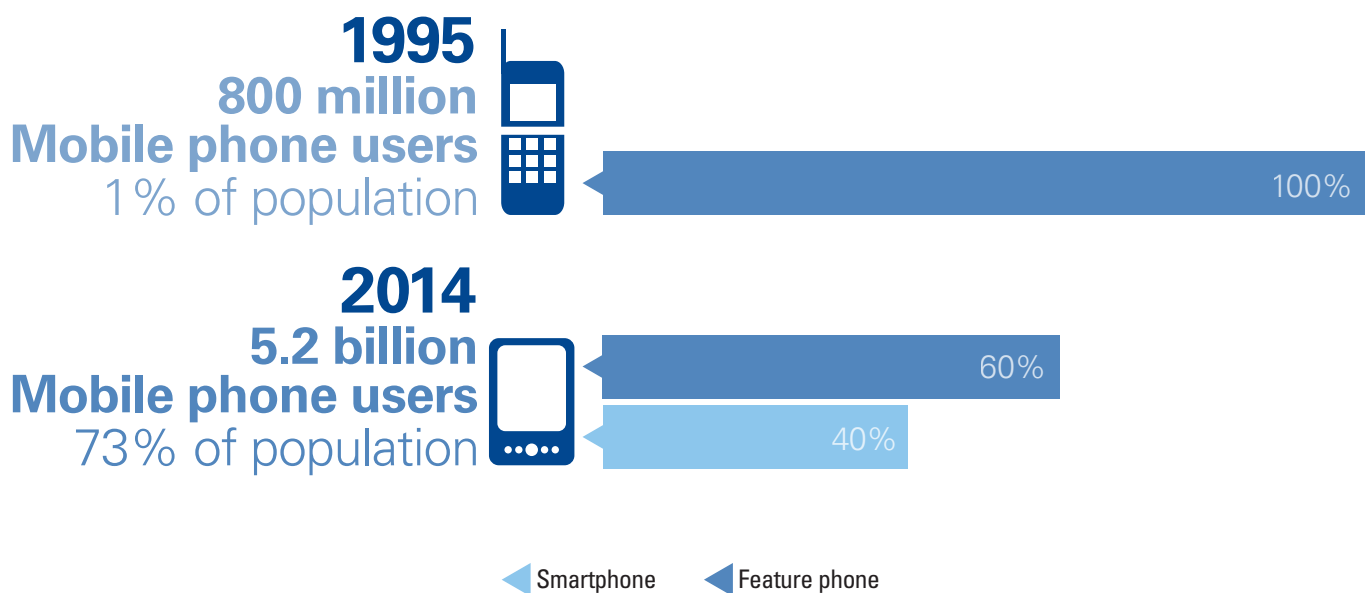 1995
800 million
Mobile phone users
1% of population
100%
2014
5.2 billion
Mobile phone users
73% of population
60%
40%
Smartphone
Feature phone